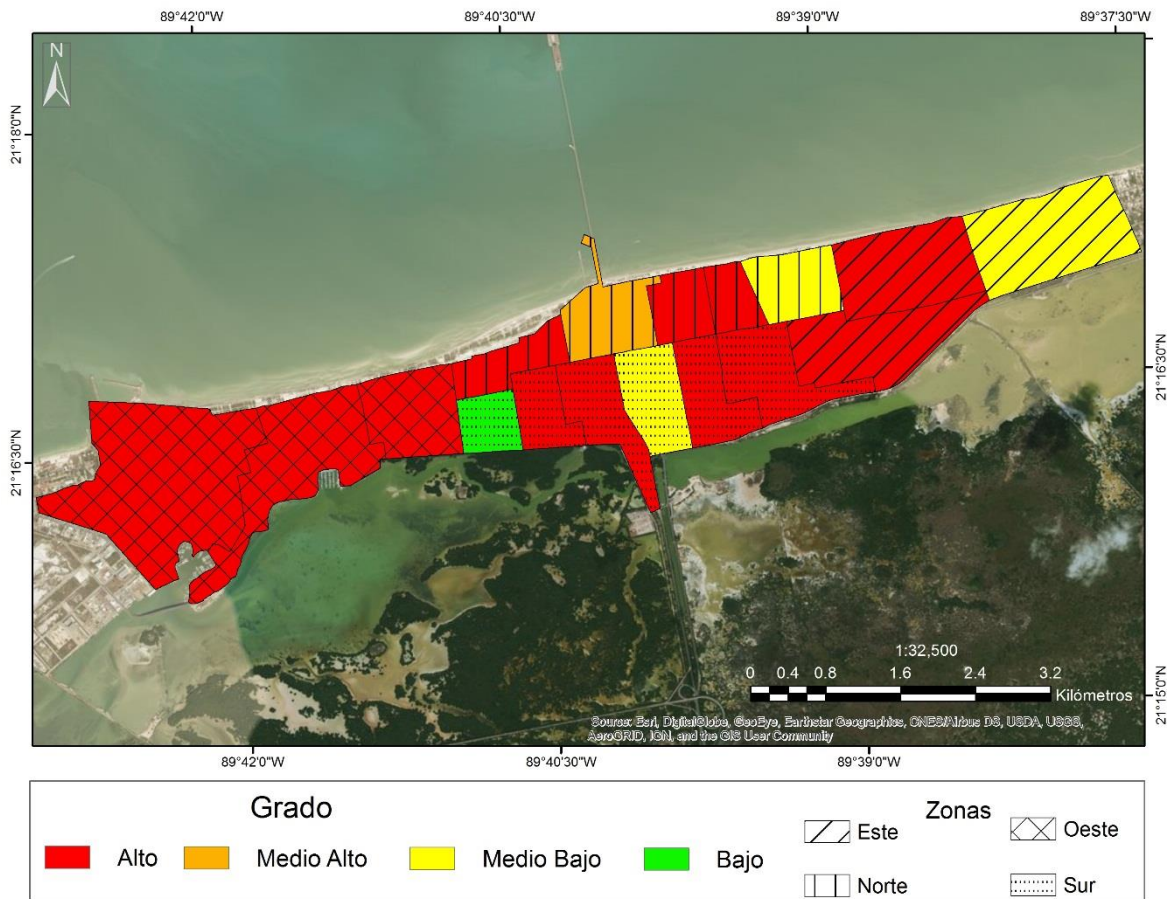 89°42'0"W 89°40'30"W 89°39'0"W 89°37'30"W
N
21°18'0"N
21°16'30"N
21°16'30"N
21°15'0"N
1:32,500
0 0.4 0.8 1.6 2.4 3.2
Kilómetros
Source: Esri, DigitalGlobe, GeoEye, Earthstar Geographics, CNES/Airbus DS, USDA, USGS,
AeroGRID, IGN, and the GIS User Community
89°42'0"W 89°40'30"W 89°39'0"W
Grado
Alto Medio Alto Medio Bajo Bajo
Zonas
Este Oeste
Norte Sur